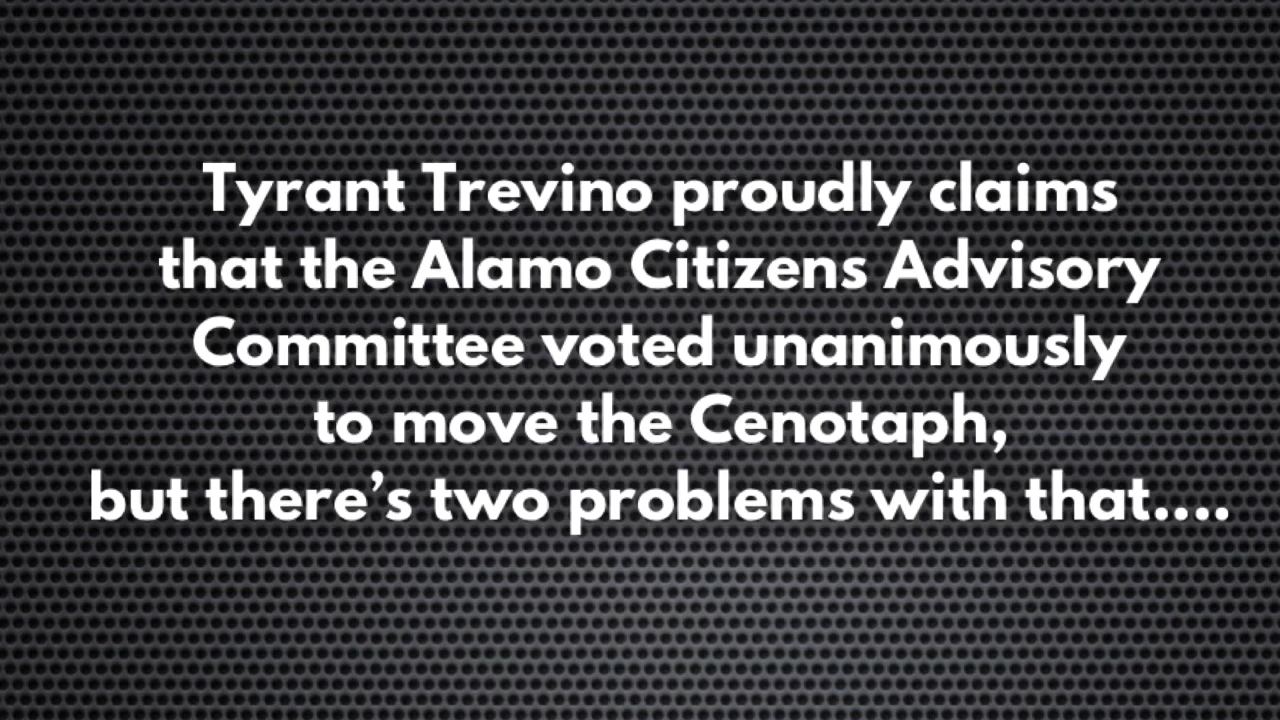 Tyrant Trevino proudly claims
that the Alamo Citizens Advisory
Committee voted unanimously
to move the Cenotaph,
but there’s two problems with that....